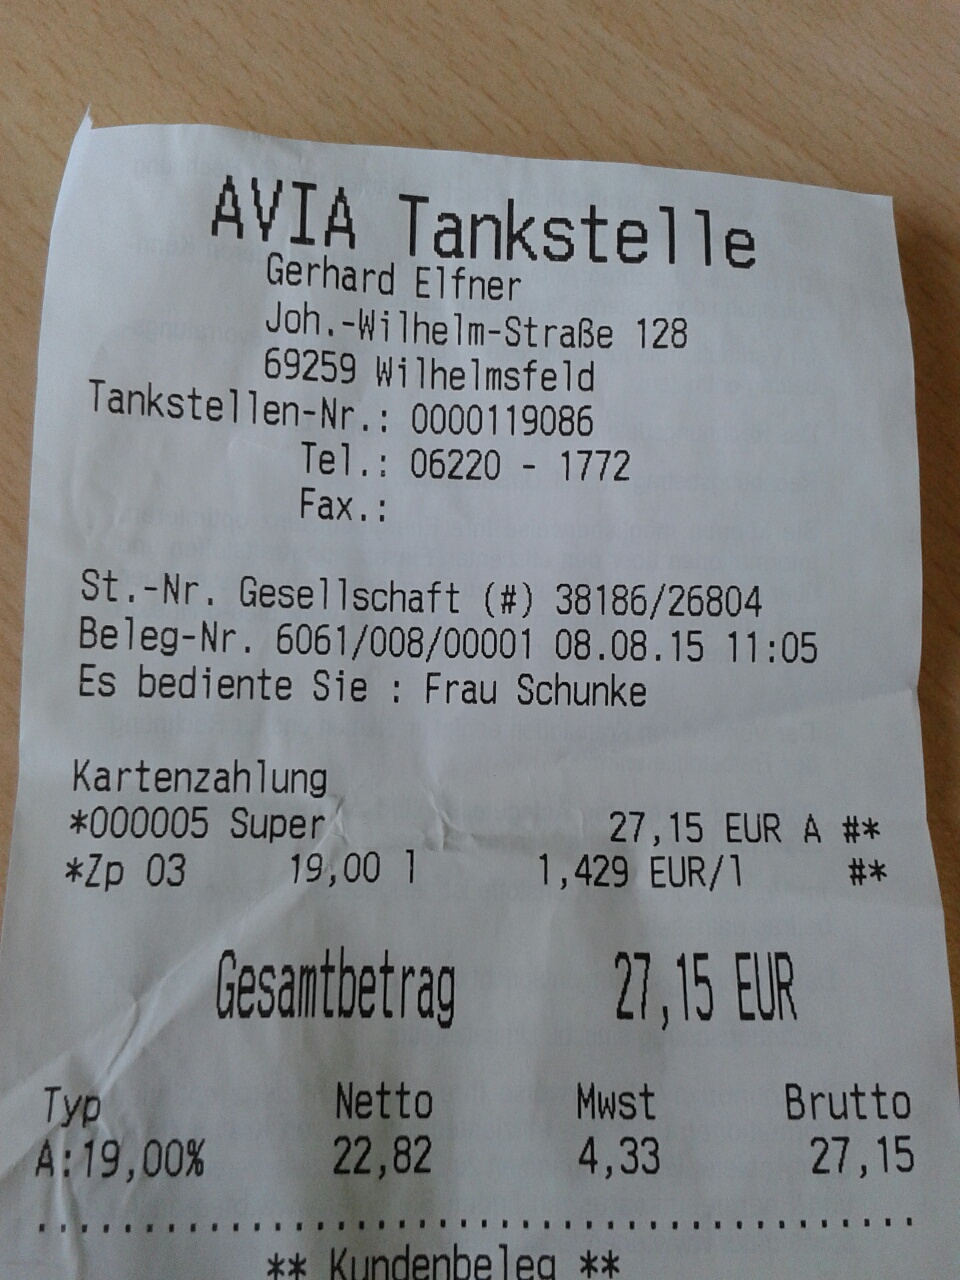 AVIA Tankstelle
Gerhard Elfner
Joh.-Wilhelm-Straße 128
69259 Wilhelmsfeld
Tankstellen-Nr.: 0000119086
Tel.: 06220 - 1772
Fax.:
St.-Nr. Gesellschaft (#) 38186/26804
Beleg-Nr. 6061/008/00001 08.08.15 11:05
Es bediente Sie : Frau Schunke
Kartenzahlung
*000005 Super 27,15 EUR A #*
*Zp 03 19,00 l 1,429 EUR/l #*
Gesamtbetrag 27,15 EUR
Typ Netto Mwst Brutto
A:19,00% 22,82 4,33 27,15
** Kundenbeleg **